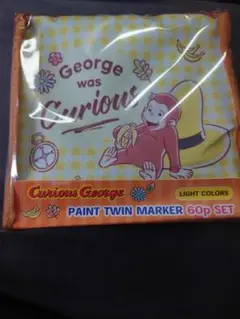 George
was
Curious
Curious George
LIGHT COLORS
PAINT TWIN MARKER 60p SET